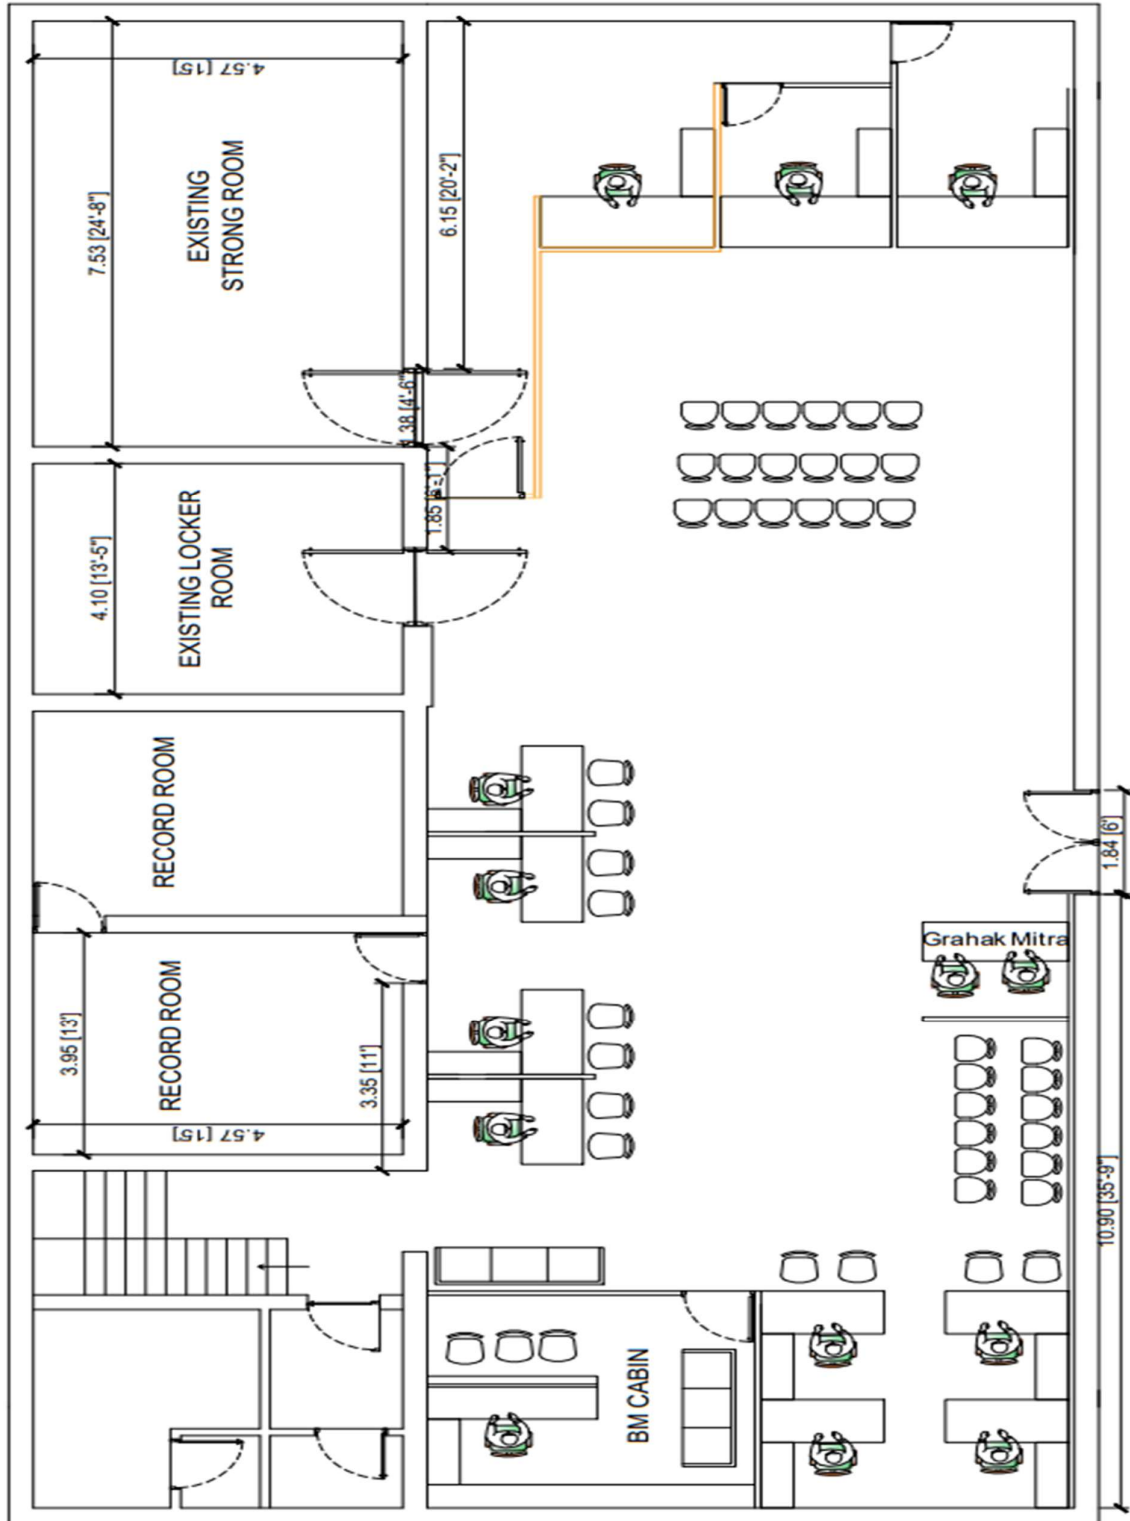 4.57 [15']
7.53 [24'-8"]
EXISTING
STRONG ROOM
6.15 [20'-2"]
1.38 [4'-6"]
1.85 [6'-1"]
4.10 [13'-5"]
EXISTING LOCKER
ROOM
RECORD ROOM
1.84 [6']
Grahak Mitra
3.95 [13']
RECORD ROOM
3.35 [11']
4.57 [15']
10.90 [35'-9"]
BM CABIN